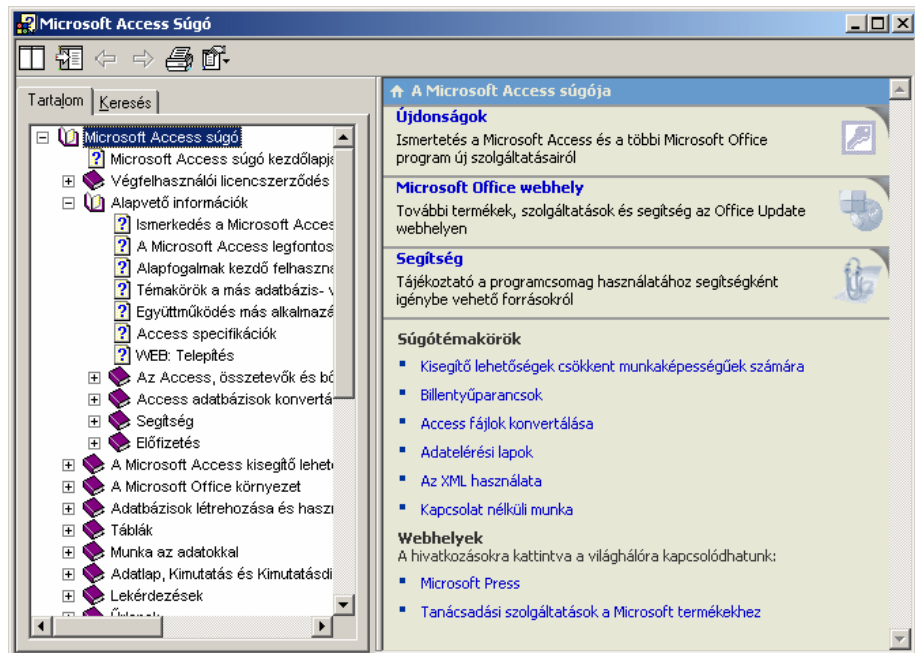 Microsoft Access Súgó
Tartalom
Keresés
Microsoft Access súgó
Microsoft Access súgó kezdőlapja
Végfelhasználói licencszerződés
Alapvető információk
Ismerkedés a Microsoft Acces
A Microsoft Access legfontos
Alapfogalmak kezdő felhaszná
Témakörök a más adatbázis- v
Együttműködés más alkalmazá
Access specifikációk
WEB: Telepítés
Az Access, összetevők és bő
Access adatbázisok konvertá
Segítség
Előfizetés
A Microsoft Access kisegítő lehet
A Microsoft Office környezet
Adatbázisok létrehozása és haszn
Táblák
Munka az adatokkal
Adatlap, Kimutatás és Kimutatásdi
Lekérdezések
Űrlapok
A Microsoft Access súgója
Újdonságok
Ismertetés a Microsoft Access és a többi Microsoft Office
program új szolgáltatásairól
Microsoft Office webhely
További termékek, szolgáltatások és segítség az Office Update
webhelyen
Segítség
Tájékoztató a programcsomag használatához segítségként
igénybe vehető forrásokról
Súgótémakörök
Kisegítő lehetőségek csökkent munkaképességűek számára
Billentyűparancsok
Access fájlok konvertálása
Adatelérési lapok
Az XML használata
Kapcsolat nélküli munka
Webhelyek
A hivatkozásokra kattintva a világhálóra kapcsolódhatunk:
Microsoft Press
Tanácsadási szolgáltatások a Microsoft termékekhez